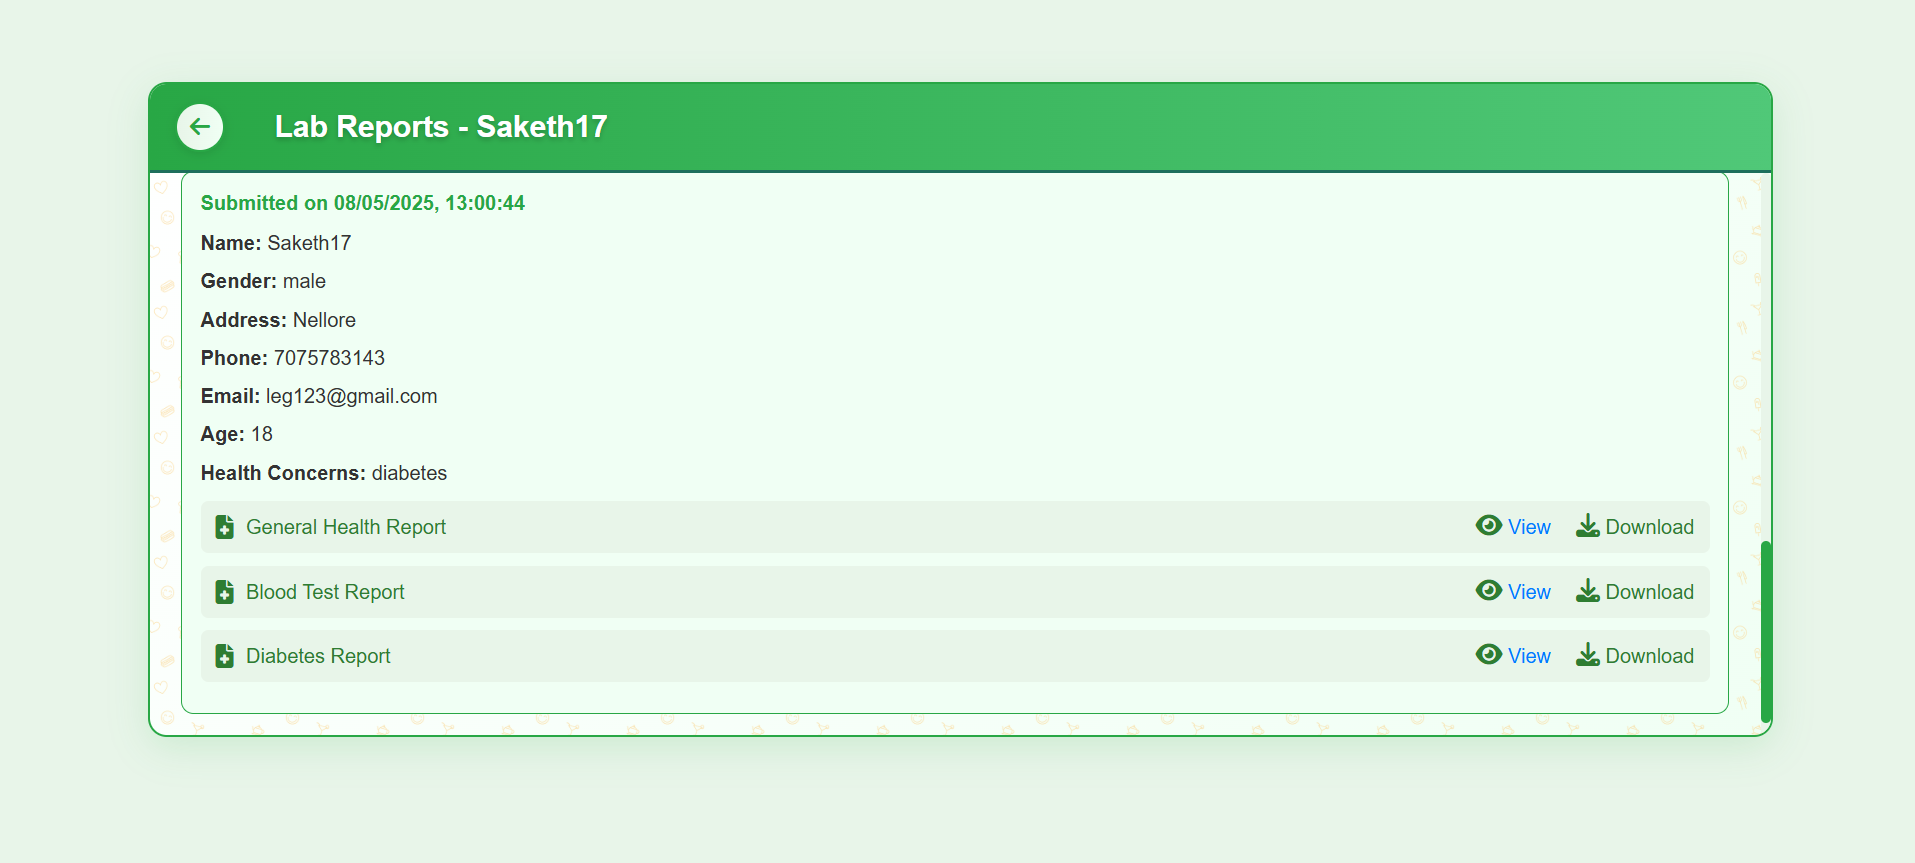 Lab Reports - Saketh17
Submitted on 08/05/2025, 13:00:44
Name: Saketh17
Gender: male
Address: Nellore
Phone: 7075783143
Email: leg123@gmail.com
Age: 18
Health Concerns: diabetes
General Health Report View Download
Blood Test Report View Download
Diabetes Report View Download